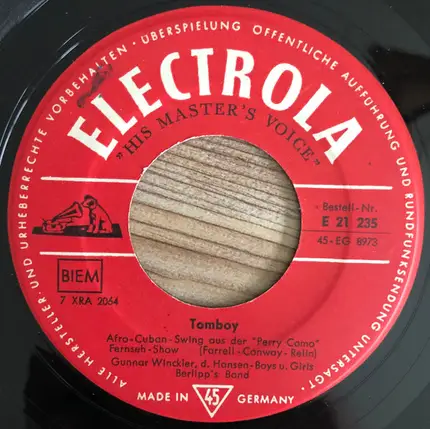 ALLE HERSTELLER- UND URHEBERRECHTE VORBEHALTEN · ÜBERSPIELUNG ÖFFENTLICHE AUFFÜHRUNG UND RUNDFUNKSENDUNG UNTERSAGT ·
ELECTROLA
„HIS MASTER'S VOICE”
Bestell-Nr.
E 21 235
45-EG 8973
BIEM
7 XRA 2064
Tomboy
Afro-Cuban-Swing aus der "Perry Como"
Fernseh-Show (Farrell-Conway-Relin)
Gunnar Winckler, d. Hansen-Boys u. Girls
Berlipp's Band
MADE IN 45 GERMANY